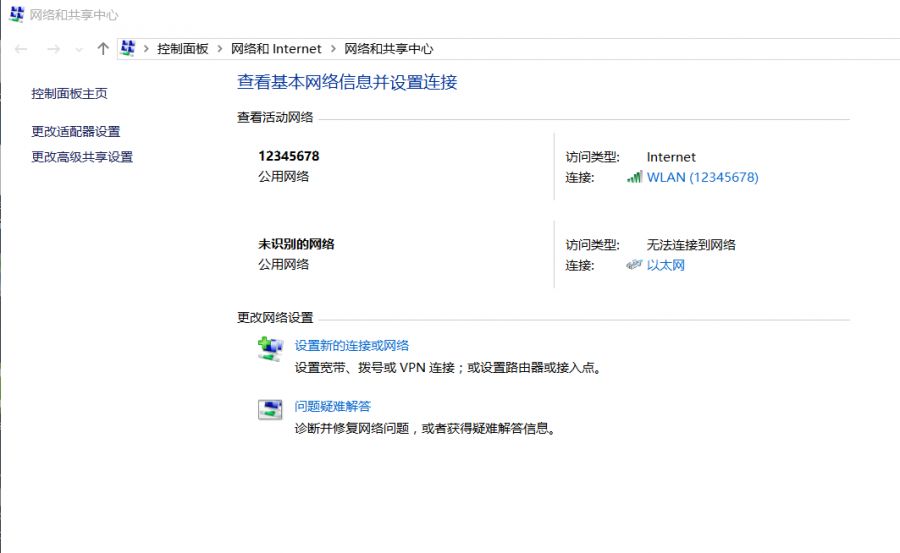 网络和共享中心
控制面板 > 网络和 Internet > 网络和共享中心
控制面板主页
更改适配器设置
更改高级共享设置
查看基本网络信息并设置连接
查看活动网络
12345678
公用网络
访问类型: Internet
连接: WLAN (12345678)
未识别的网络
公用网络
访问类型: 无法连接到网络
连接: 以太网
更改网络设置
设置新的连接或网络
设置宽带、拨号或 VPN 连接；或设置路由器或接入点。
问题疑难解答
诊断并修复网络问题，或者获得疑难解答信息。